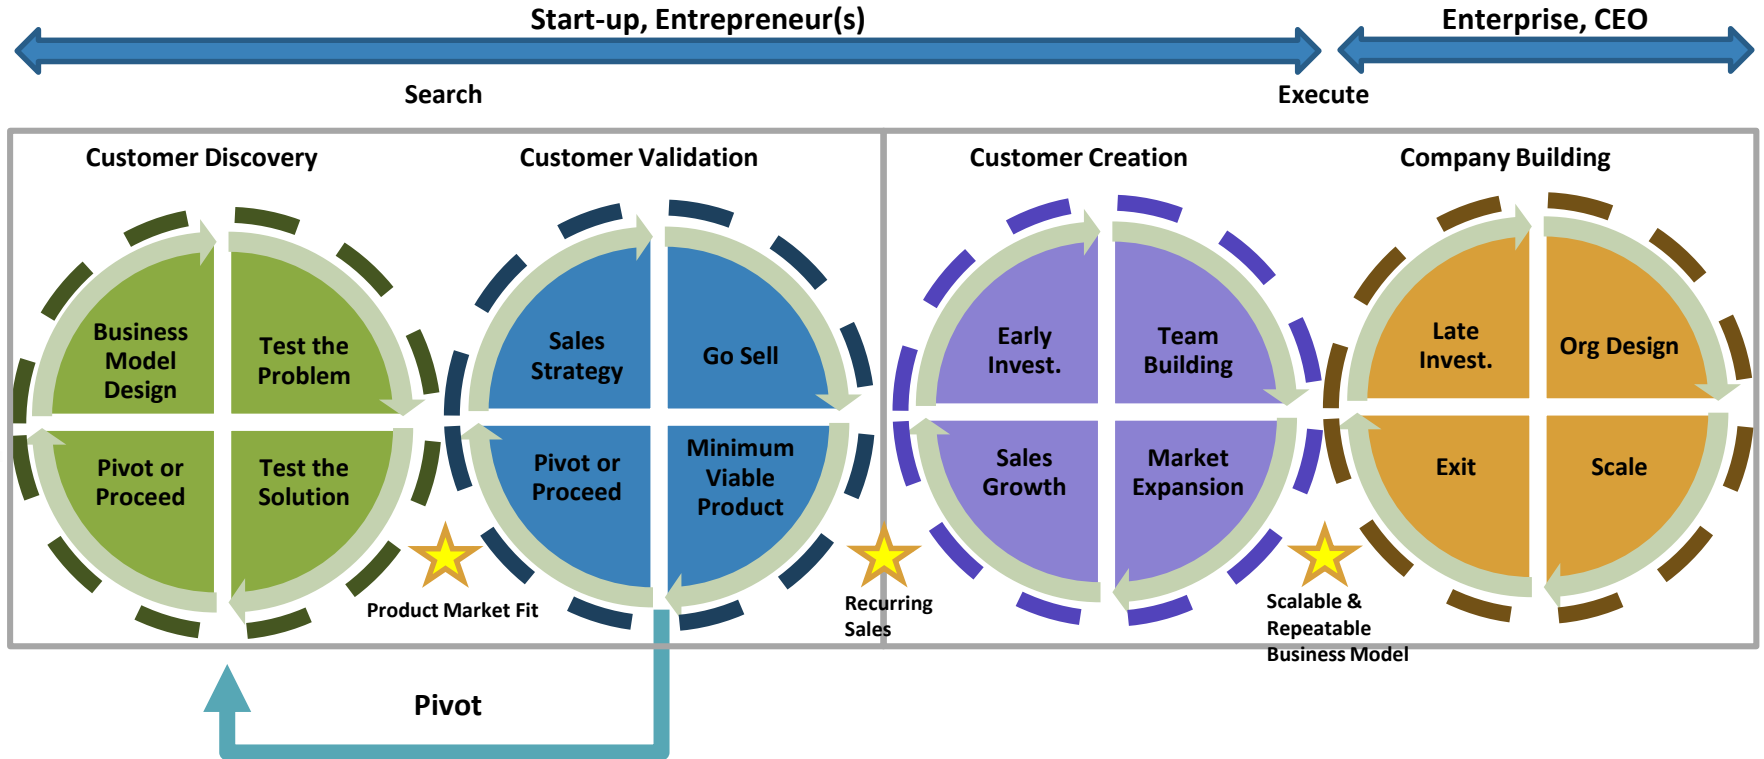 Start-up, Entrepreneur(s)
Enterprise, CEO
Search
Execute
Customer Discovery
Customer Validation
Customer Creation
Company Building
Business
Model
Design
Test the
Problem
Pivot or
Proceed
Test the
Solution
Sales
Strategy
Go Sell
Pivot or
Proceed
Minimum
Viable
Product
Early
Invest.
Team
Building
Sales
Growth
Market
Expansion
Late
Invest.
Org Design
Exit
Scale
Product Market Fit
Recurring
Sales
Scalable &
Repeatable
Business Model
Pivot